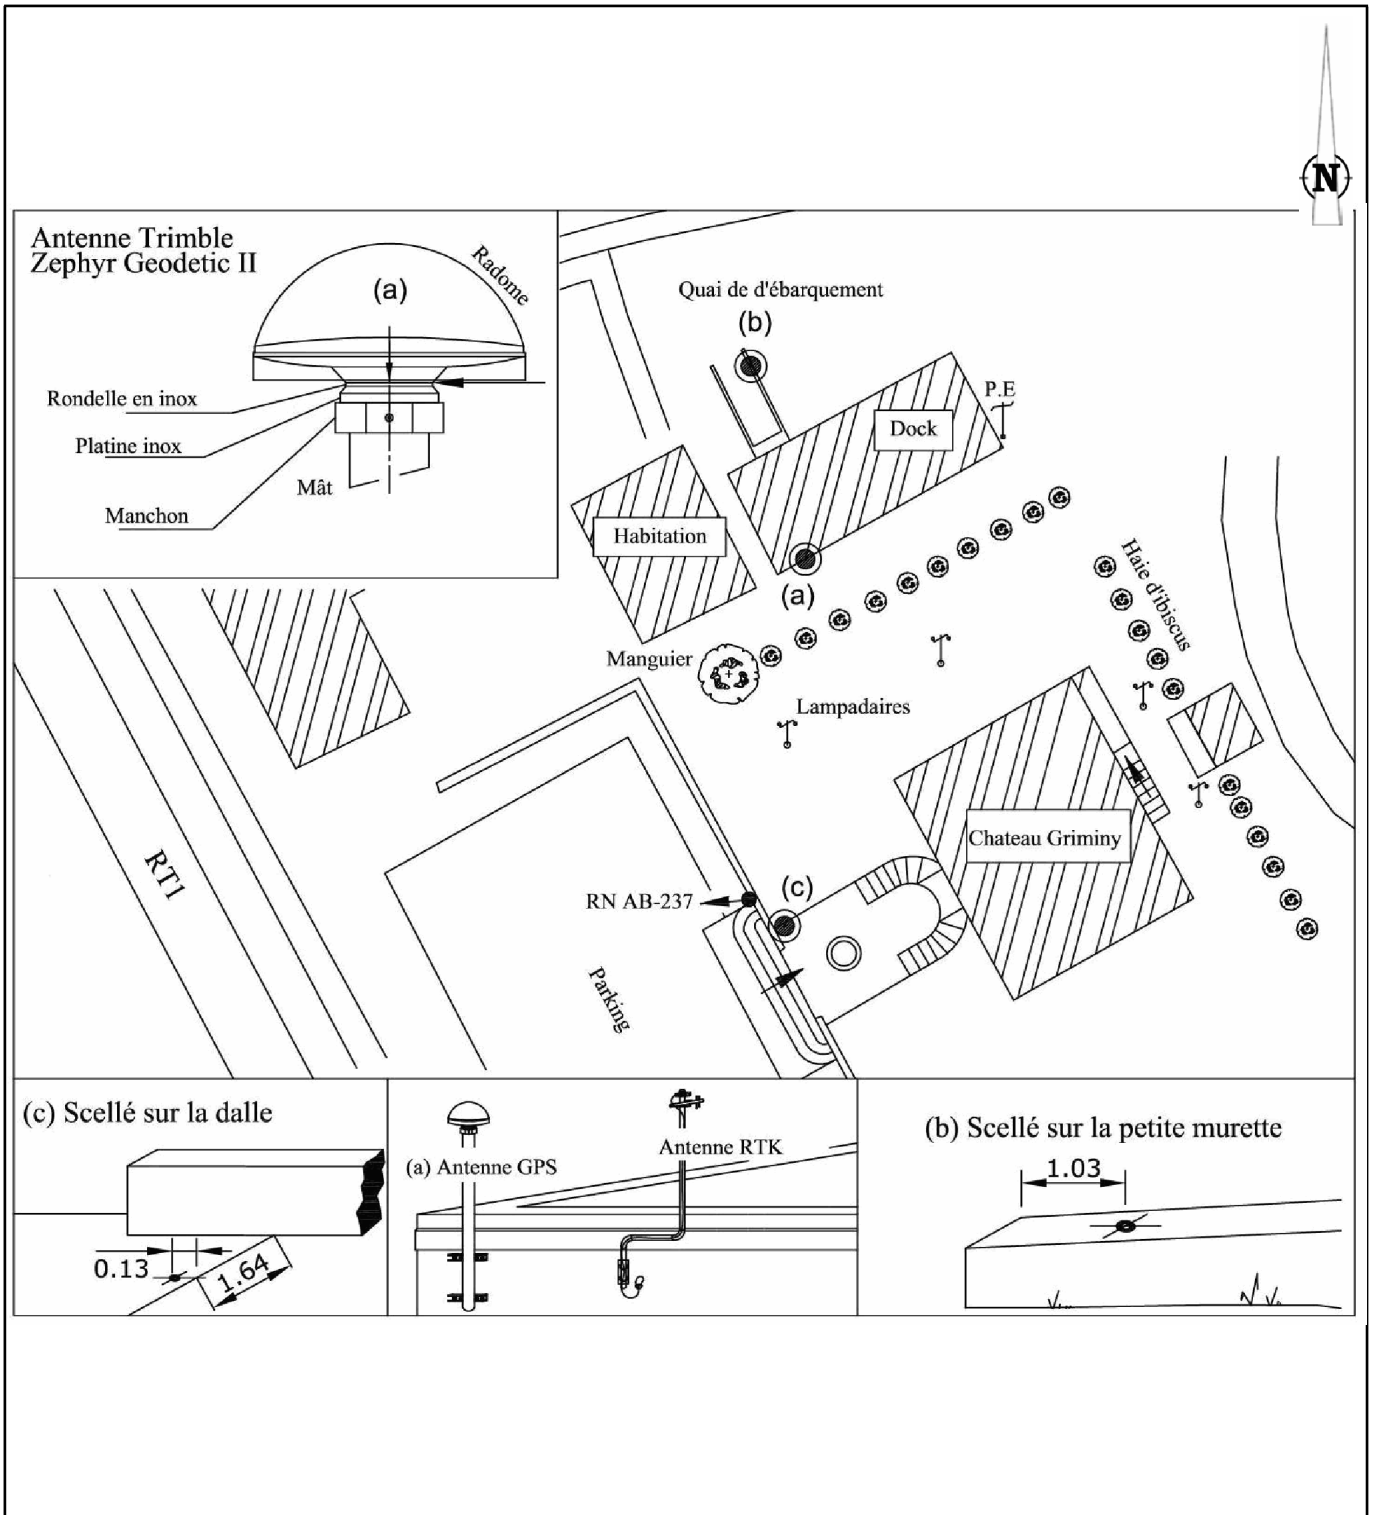 N
Antenne Trimble
Zephyr Geodetic II
Radome
(a)
Rondelle en inox
Platine inox
Mât
Manchon
Quai de d'ébarquement
(b)
P.E
Dock
Habitation
(a)
Haie d'ibiscus
Manguier
Lampadaires
Chateau Griminy
RT1
RN AB-237
(c)
Parking
(c) Scellé sur la dalle
0.13
1.64
(a) Antenne GPS
Antenne RTK
(b) Scellé sur la petite murette
1.03